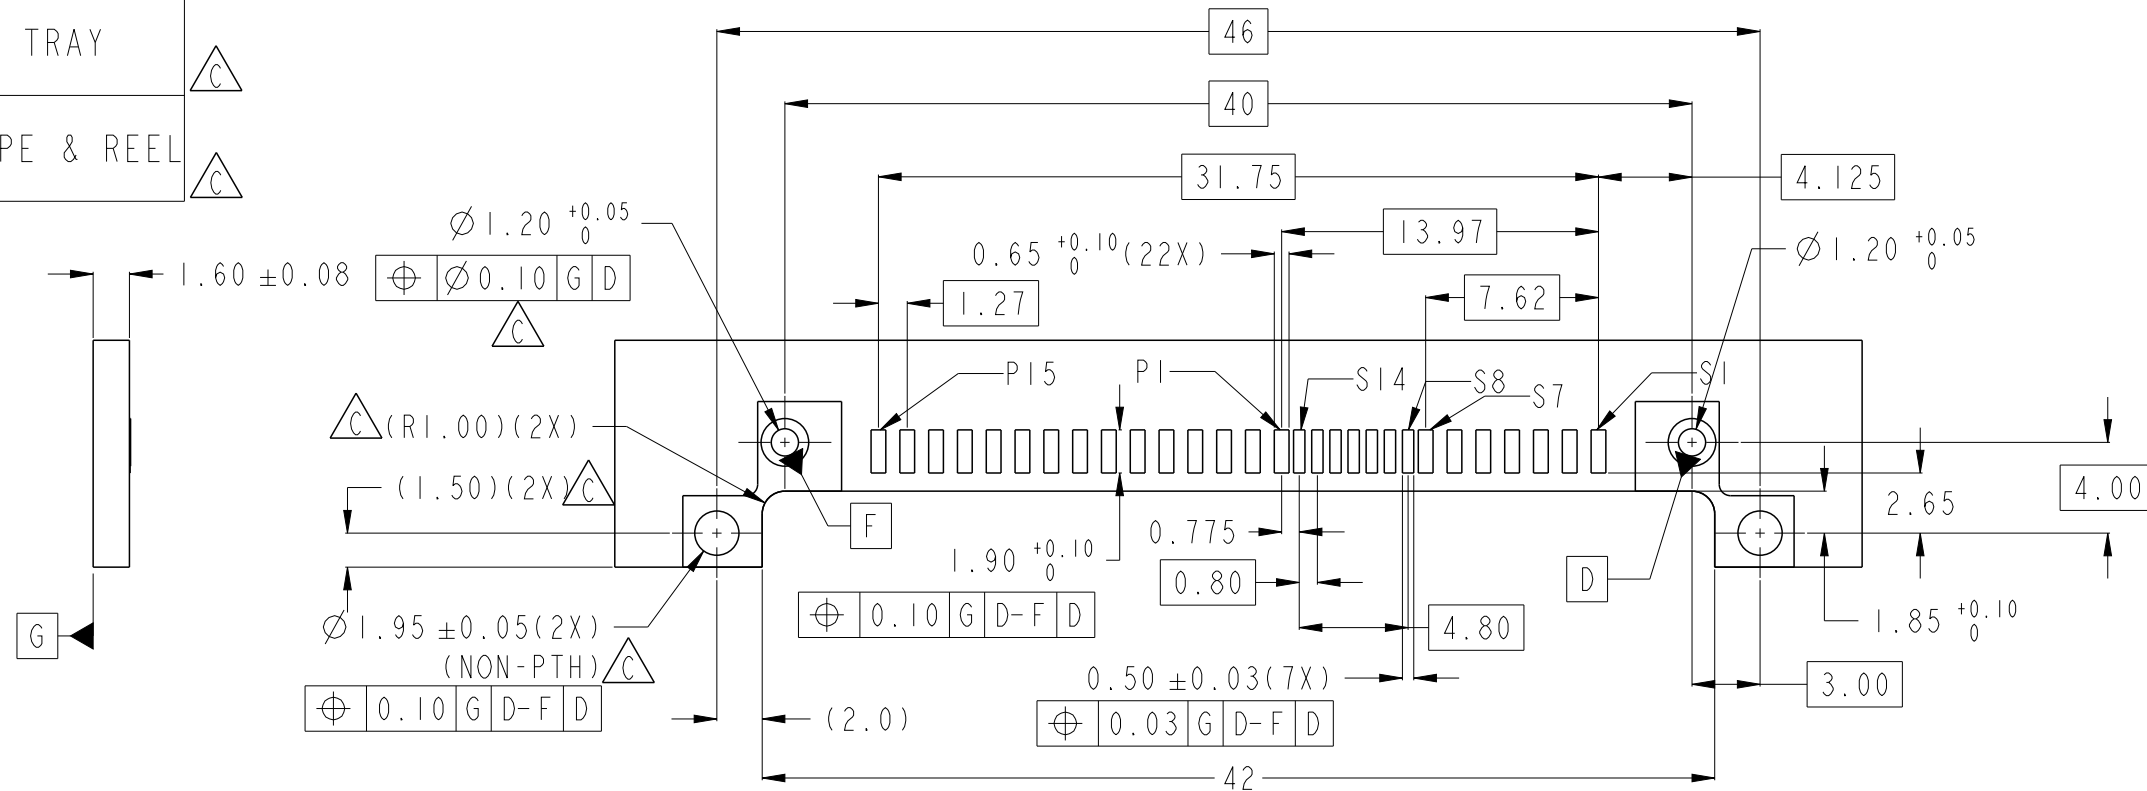 46
TRAY
C
40
PE & REEL
C
31.75
4.125
Ø1.20 +0.05 0
13.97
0.65 +0.10 0 (22X)
Ø1.20 +0.05 0
1.60 ±0.08
⌖ Ø0.10 G D
C
1.27
7.62
P15
P1
S14
S8
S7
S1
C (R1.00)(2X)
(1.50)(2X) C
F
0.775
2.65
4.00
1.90 +0.10 0
0.80
D
⌖ 0.10 G D-F D
G
Ø1.95 ±0.05(2X)
(NON-PTH) C
4.80
1.85 +0.10 0
0.50 ±0.03(7X)
3.00
⌖ 0.10 G D-F D
(2.0)
⌖ 0.03 G D-F D
42